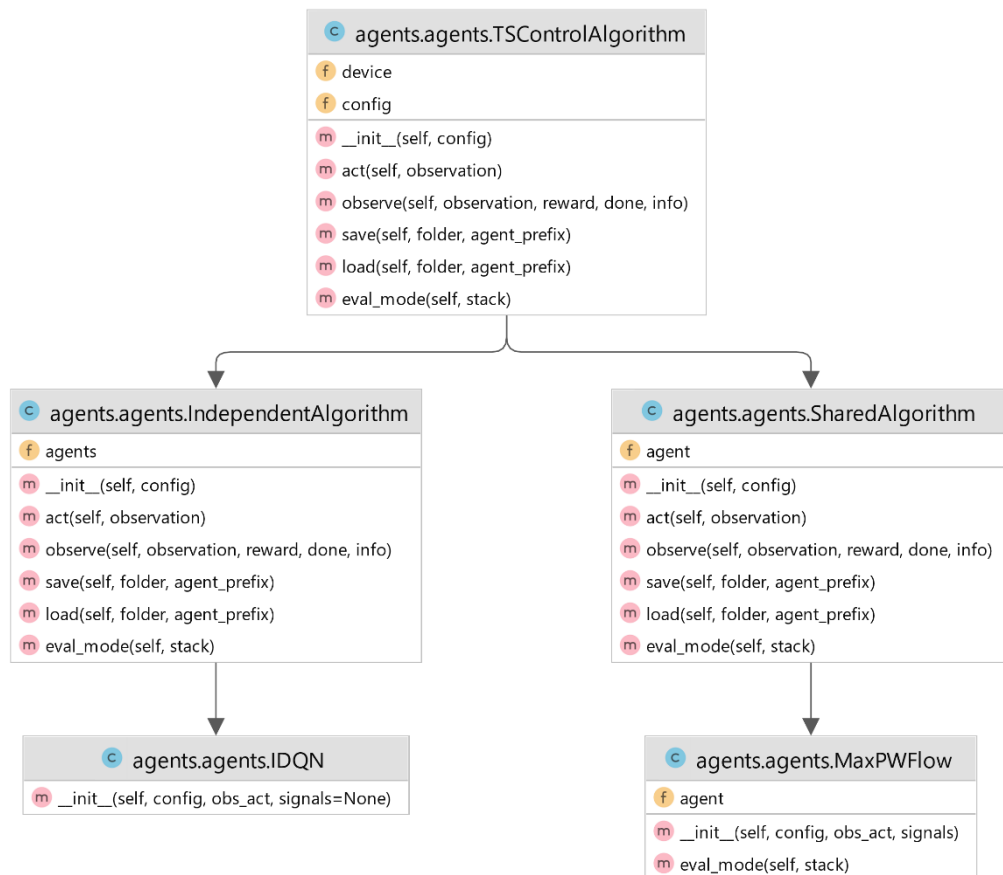 C agents.agents.TSControlAlgorithm
f device
f config
m __init__(self, config)
m act(self, observation)
m observe(self, observation, reward, done, info)
m save(self, folder, agent_prefix)
m load(self, folder, agent_prefix)
m eval_mode(self, stack)
C agents.agents.IndependentAlgorithm
f agents
m __init__(self, config)
m act(self, observation)
m observe(self, observation, reward, done, info)
m save(self, folder, agent_prefix)
m load(self, folder, agent_prefix)
m eval_mode(self, stack)
C agents.agents.SharedAlgorithm
f agent
m __init__(self, config)
m act(self, observation)
m observe(self, observation, reward, done, info)
m save(self, folder, agent_prefix)
m load(self, folder, agent_prefix)
m eval_mode(self, stack)
C agents.agents.IDQN
m __init__(self, config, obs_act, signals=None)
C agents.agents.MaxPWFlow
f agent
m __init__(self, config, obs_act, signals)
m eval_mode(self, stack)